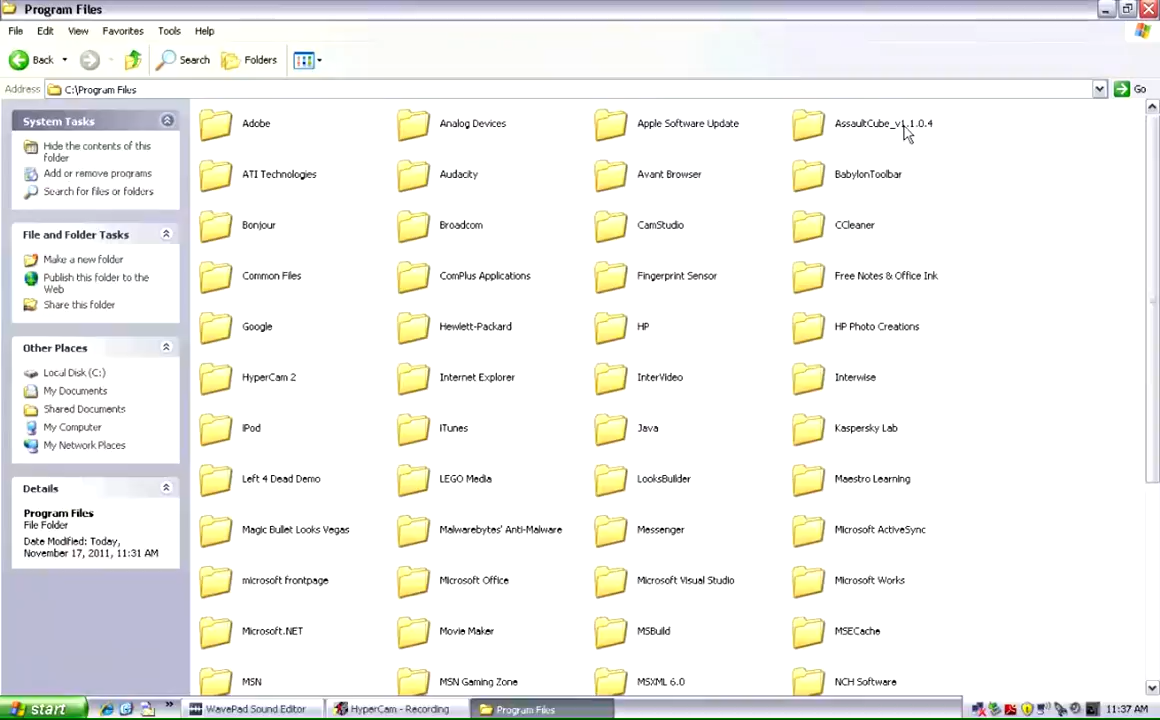 Program Files
File Edit View Favorites Tools Help
Back Search Folders
Address C:\Program Files Go
System Tasks
Hide the contents of this
folder
Add or remove programs
Search for files or folders
File and Folder Tasks
Make a new folder
Publish this folder to the
Web
Share this folder
Other Places
Local Disk (C:)
My Documents
Shared Documents
My Computer
My Network Places
Details
Program Files
File Folder
Date Modified: Today,
November 17, 2011, 11:31 AM
Adobe Analog Devices Apple Software Update AssaultCube_v1.1.0.4
ATI Technologies Audacity Avant Browser BabylonToolbar
Bonjour Broadcom CamStudio CCleaner
Common Files ComPlus Applications Fingerprint Sensor Free Notes & Office Ink
Google Hewlett-Packard HP HP Photo Creations
HyperCam 2 Internet Explorer InterVideo Interwise
iPod iTunes Java Kaspersky Lab
Left 4 Dead Demo LEGO Media LooksBuilder Maestro Learning
Magic Bullet Looks Vegas Malwarebytes' Anti-Malware Messenger Microsoft ActiveSync
microsoft frontpage Microsoft Office Microsoft Visual Studio Microsoft Works
Microsoft.NET Movie Maker MSBuild MSECache
MSN MSN Gaming Zone MSXML 6.0 NCH Software
start WavePad Sound Editor HyperCam - Recording Program Files 11:37 AM